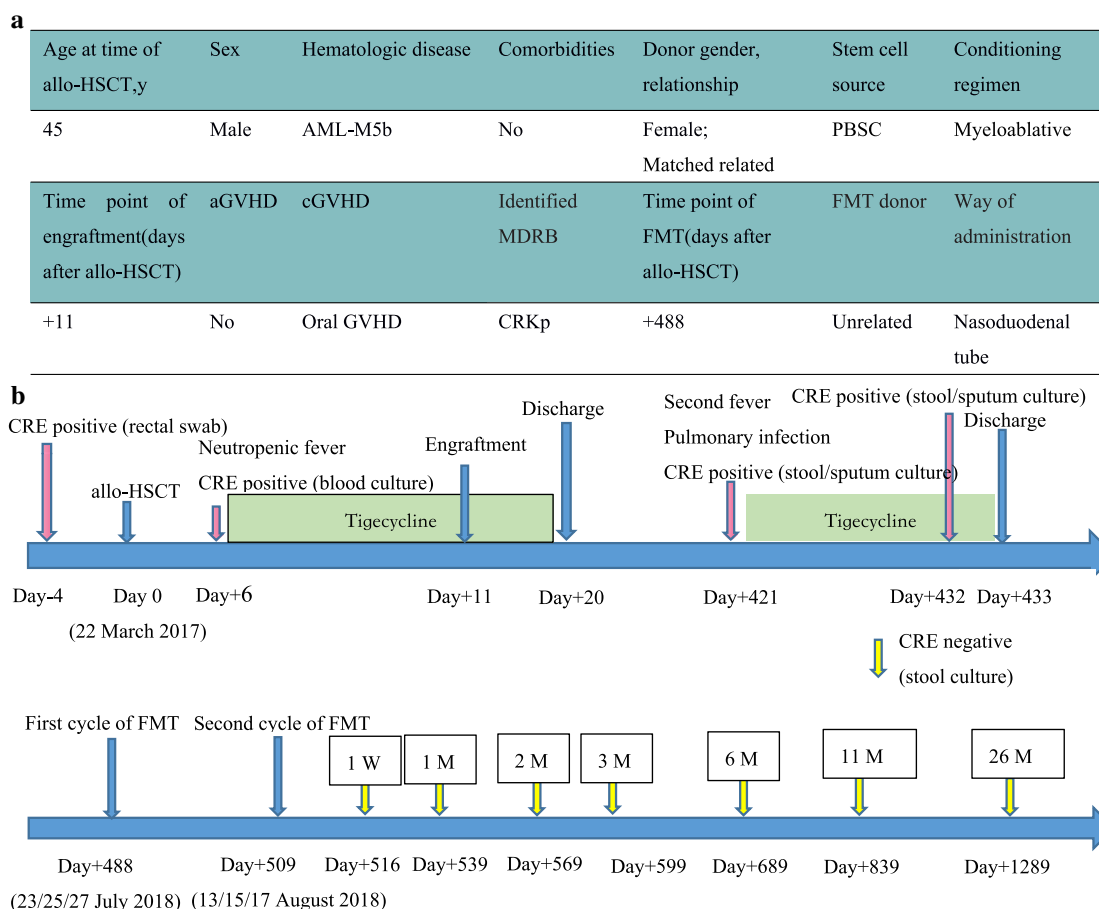 a
Age at time of allo-HSCT,y
Sex
Hematologic disease
Comorbidities
Donor gender, relationship
Stem cell source
Conditioning regimen
45
Male
AML-M5b
No
Female; Matched related
PBSC
Myeloablative
Time point of engraftment(days after allo-HSCT)
aGVHD
cGVHD
Identified MDRB
Time point of FMT(days after allo-HSCT)
FMT donor
Way of administration
+11
No
Oral GVHD
CRKp
+488
Unrelated
Nasoduodenal tube
b
CRE positive (rectal swab)
allo-HSCT
Neutropenic fever
CRE positive (blood culture)
Tigecycline
Engraftment
Discharge
Second fever
Pulmonary infection
CRE positive (stool/sputum culture)
Tigecycline
CRE positive (stool/sputum culture)
Discharge
Day-4
Day 0
(22 March 2017)
Day+6
Day+11
Day+20
Day+421
Day+432
Day+433
CRE negative
(stool culture)
First cycle of FMT
Second cycle of FMT
1 W
1 M
2 M
3 M
6 M
11 M
26 M
Day+488
(23/25/27 July 2018)
Day+509
(13/15/17 August 2018)
Day+516
Day+539
Day+569
Day+599
Day+689
Day+839
Day+1289